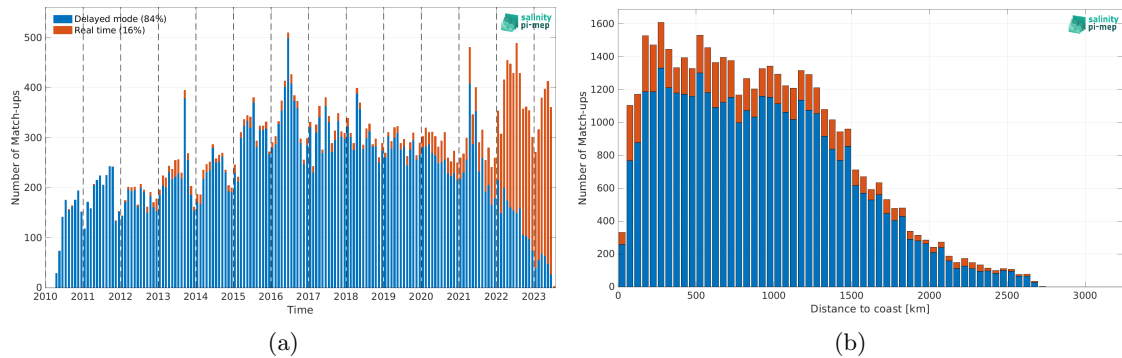 Delayed mode (84%)
Real time (16%)
salinity
pi-mep
Number of Match-ups
500
400
300
200
100
0
2010 2011 2012 2013 2014 2015 2016 2017 2018 2019 2020 2021 2022 2023
Time
(a)
salinity
pi-mep
Number of Match-ups
1600
1400
1200
1000
800
600
400
200
0
0 500 1000 1500 2000 2500 3000
Distance to coast [km]
(b)